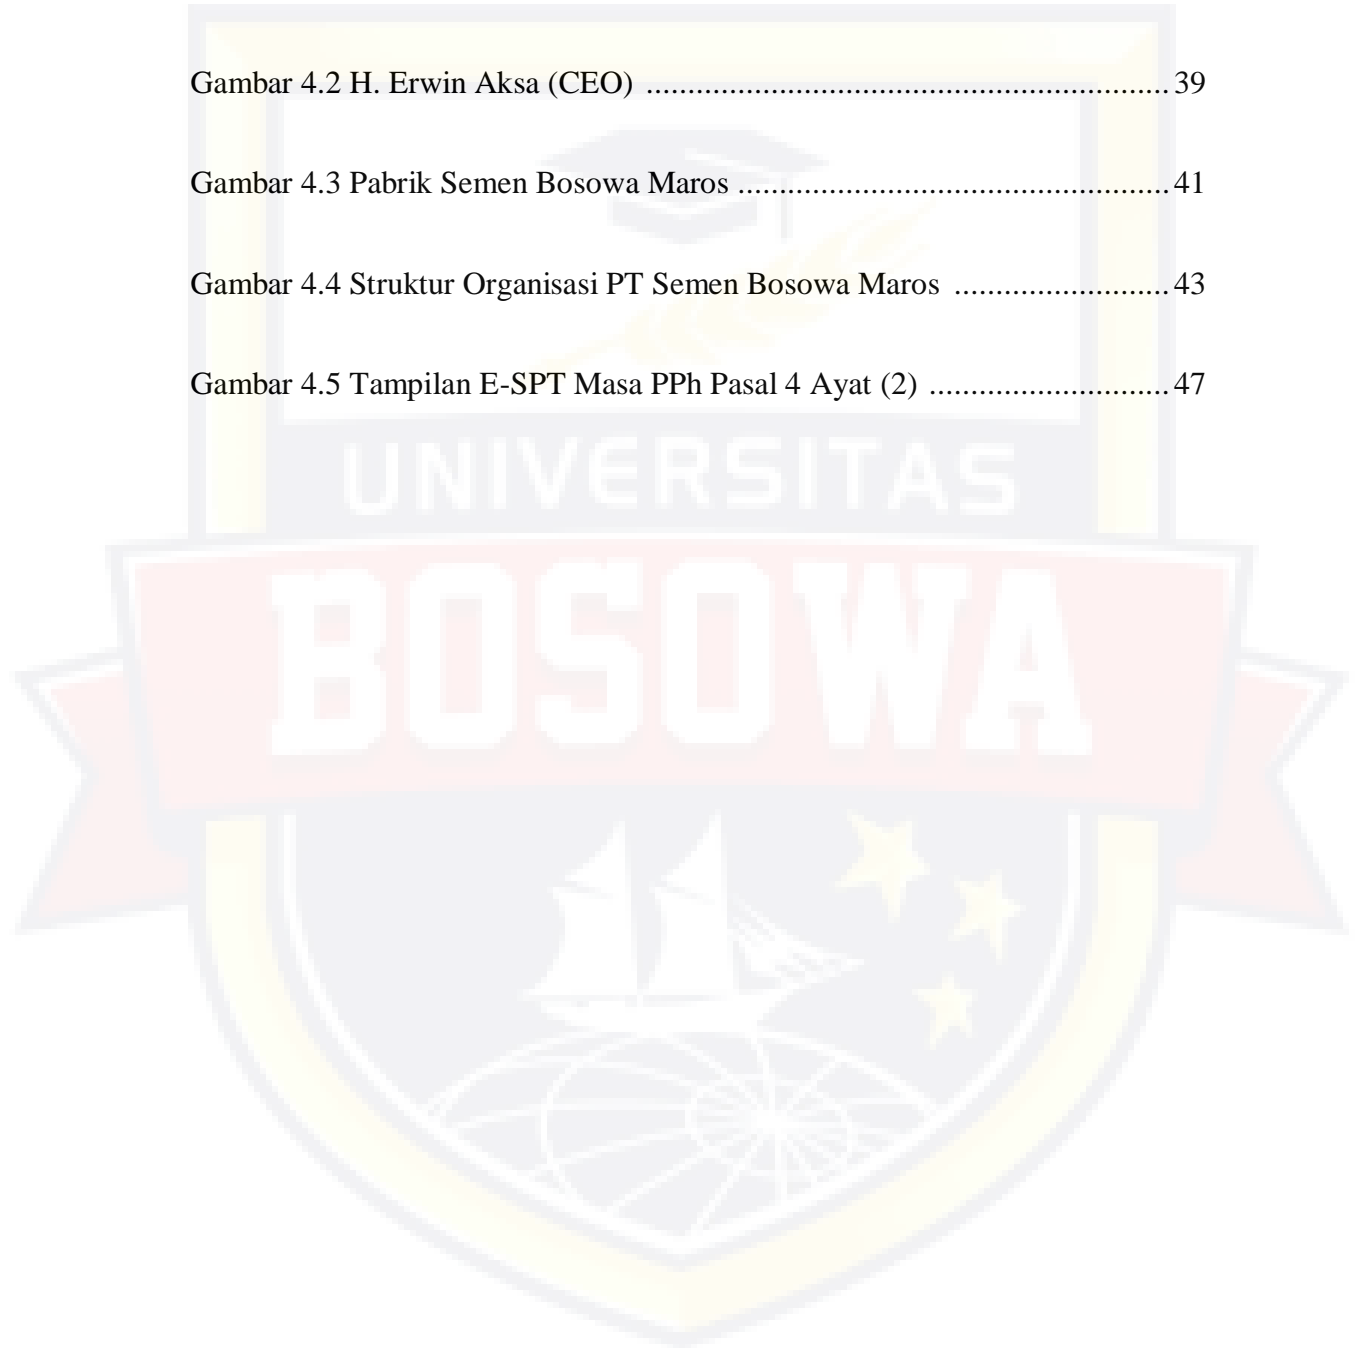 Gambar 4.2 H. Erwin Aksa (CEO) ............................................................... 39
Gambar 4.3 Pabrik Semen Bosowa Maros .................................................... 41
Gambar 4.4 Struktur Organisasi PT Semen Bosowa Maros .......................... 43
Gambar 4.5 Tampilan E-SPT Masa PPh Pasal 4 Ayat (2) ............................. 47
UNIVERSITAS
BOSOWA